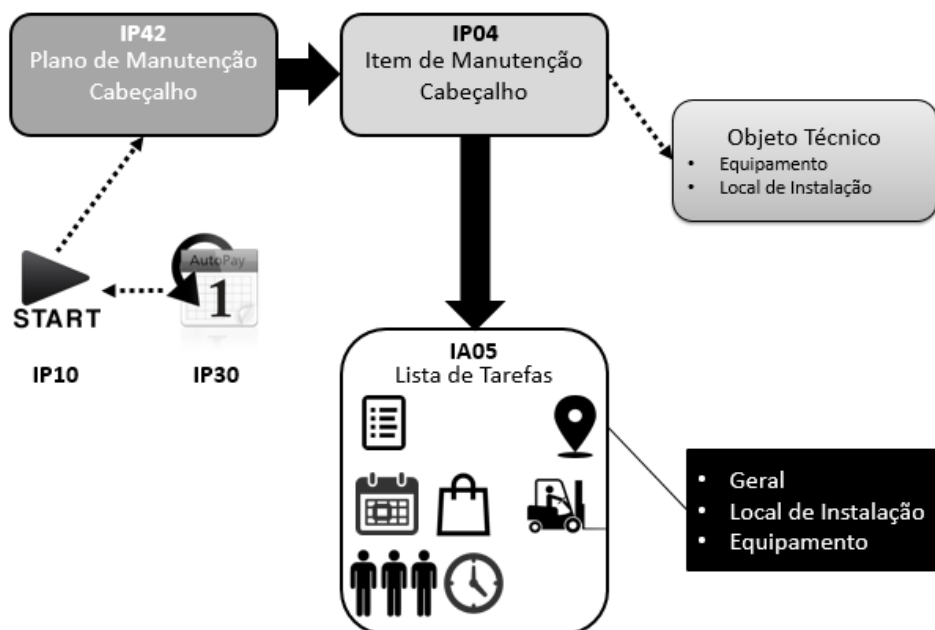 IP42
Plano de Manutenção
Cabeçalho
IP04
Item de Manutenção
Cabeçalho
Objeto Técnico
• Equipamento
• Local de Instalação
AutoPay
1
START
IP10
IP30
IA05
Lista de Tarefas
• Geral
• Local de Instalação
• Equipamento